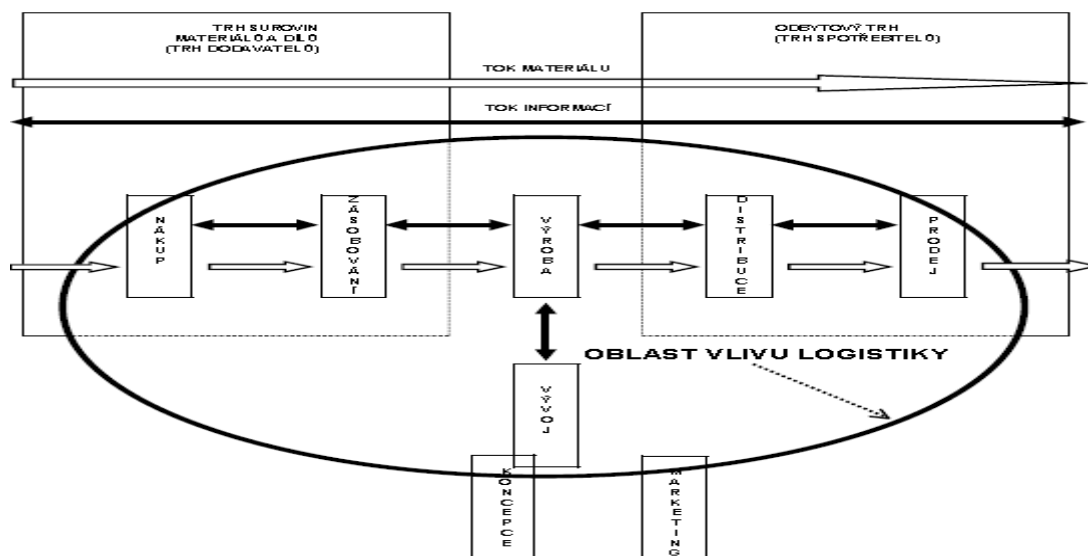 TRH SUROVIN
MATERIÁLŮ A DÍLŮ
(TRH DODAVATELŮ)
ODBYTOVÝ TRH
(TRH SPOTŘEBITELŮ)
TOK MATERIÁLU
TOK INFORMACÍ
NÁKUP
ZÁSOBOVÁNÍ
VÝROBA
DISTRIBUCE
PRODEJ
OBLAST VLIVU LOGISTIKY
VÝVOJ
KONCEPCE
MARKETING